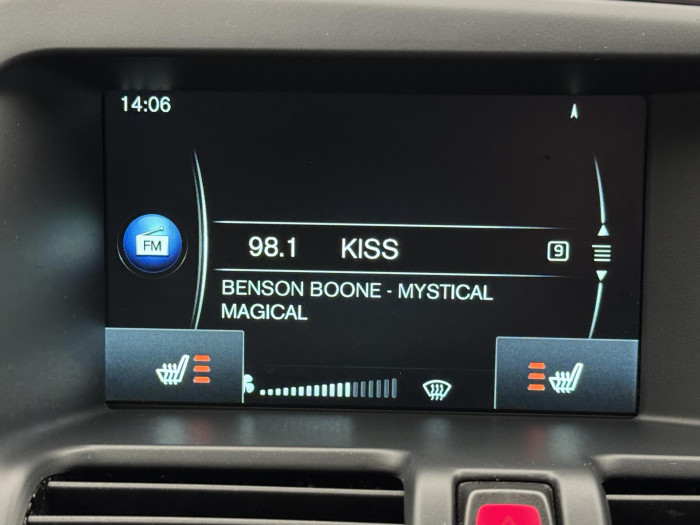 14:06
FM
98.1 KISS 9
BENSON BOONE - MYSTICAL
MAGICAL